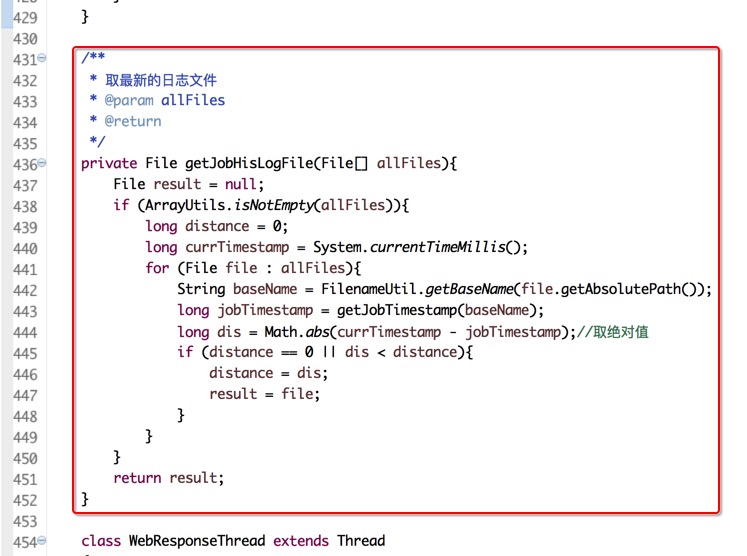 429 }
430
431 /**
432 * 取最新的日志文件
433 * @param allFiles
434 * @return
435 */
436 private File getJobHisLogFile(File[] allFiles){
437 File result = null;
438 if (ArrayUtils.isNotEmpty(allFiles)){
439 long distance = 0;
440 long currTimestamp = System.currentTimeMillis();
441 for (File file : allFiles){
442 String baseName = FilenameUtil.getBaseName(file.getAbsolutePath());
443 long jobTimestamp = getJobTimestamp(baseName);
444 long dis = Math.abs(currTimestamp - jobTimestamp);//取绝对值
445 if (distance == 0 || dis < distance){
446 distance = dis;
447 result = file;
448 }
449 }
450 }
451 return result;
452 }
453
454 class WebResponseThread extends Thread